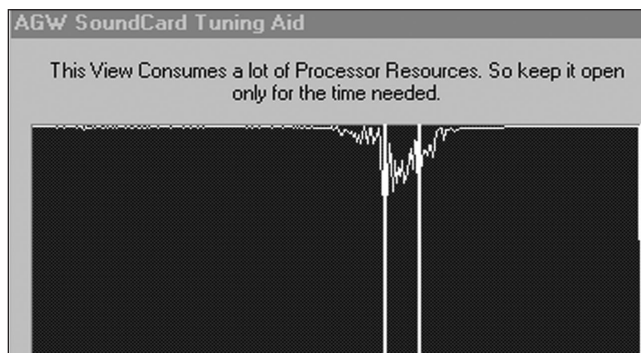 AGW SoundCard Tuning Aid
This View Consumes a lot of Processor Resources. So keep it open
only for the time needed.